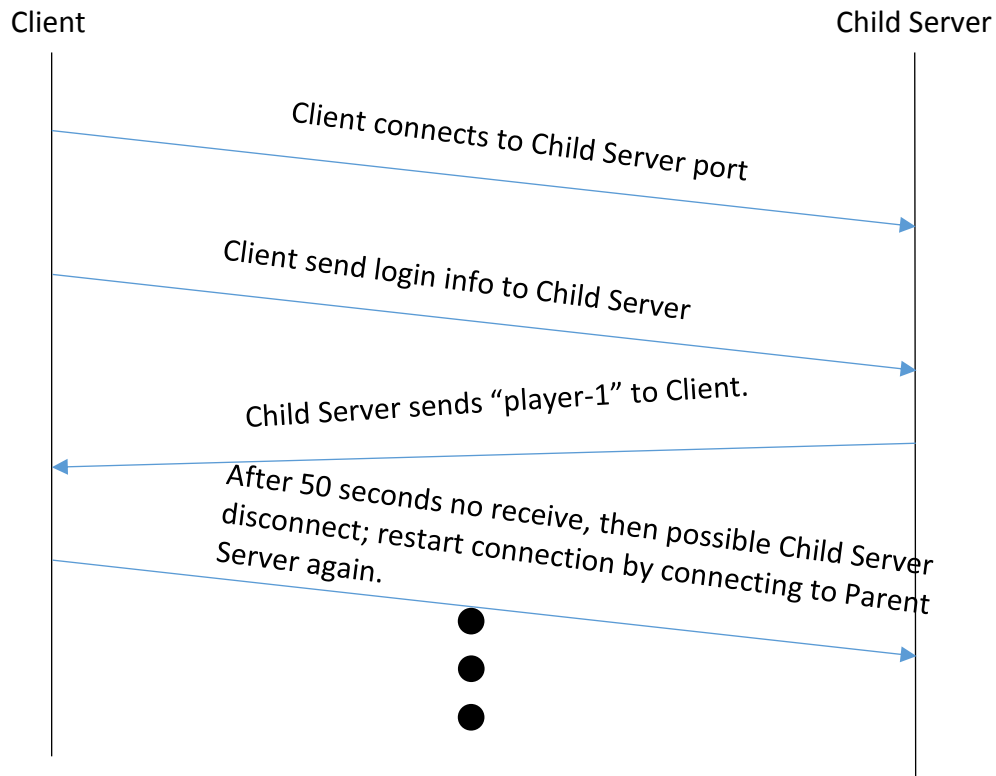 Client
Child Server
Client connects to Child Server port
Client send login info to Child Server
Child Server sends “player-1” to Client.
After 50 seconds no receive, then possible Child Server
disconnect; restart connection by connecting to Parent
Server again.